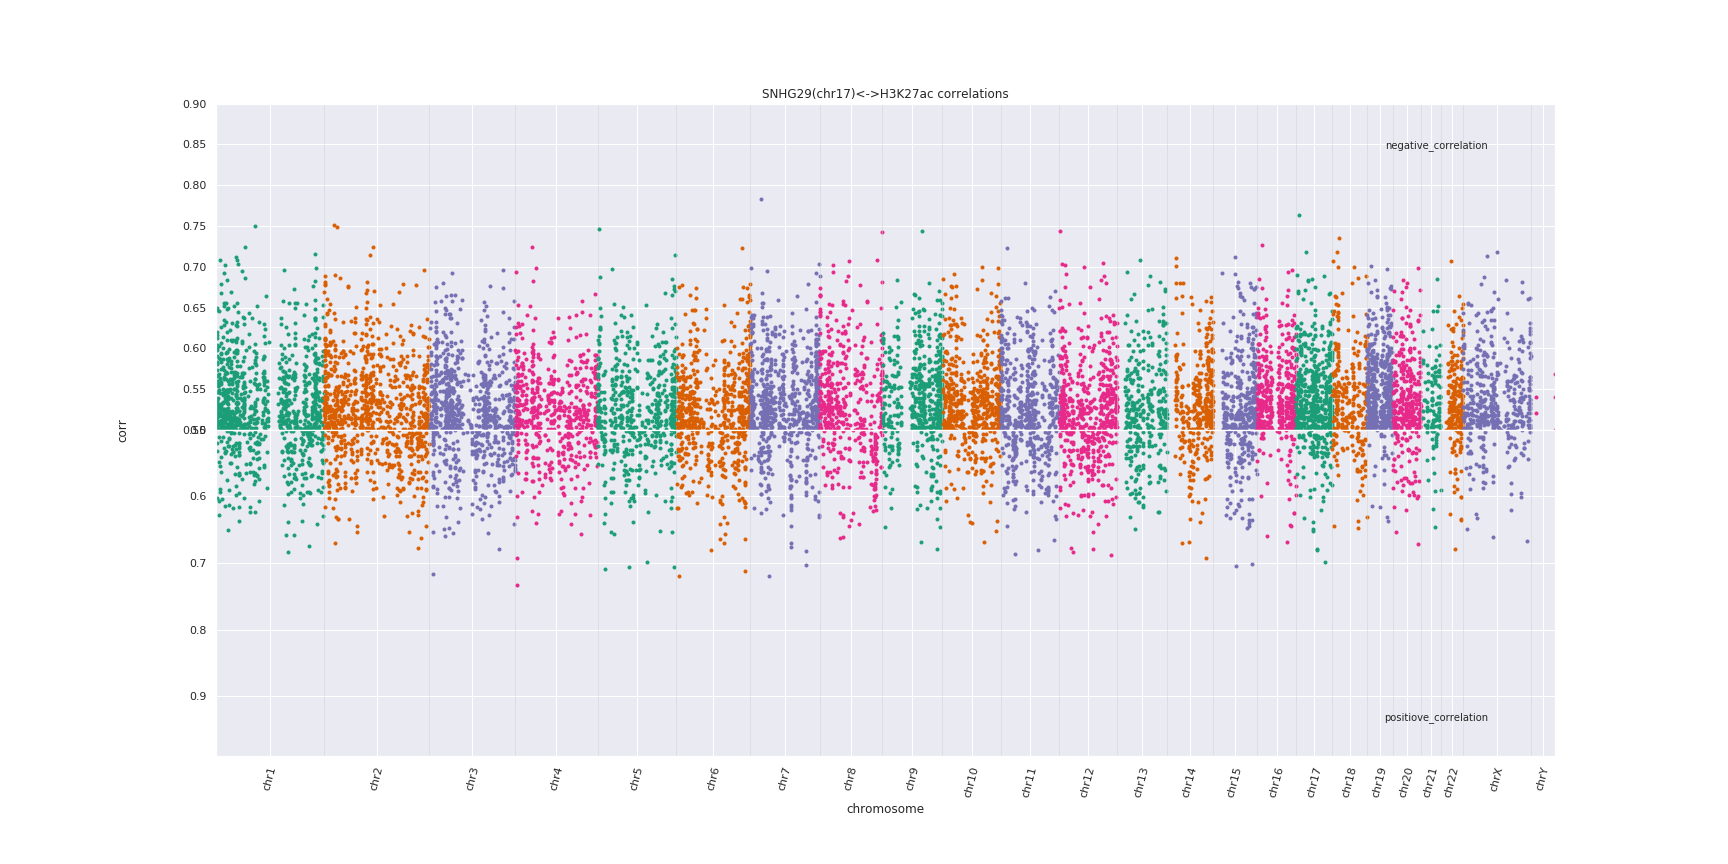 SNHG29(chr17)<->H3K27ac correlations
0.90
0.85
negative_correlation
0.80
0.75
0.70
0.65
0.60
0.55
corr
0.6
0.7
0.8
0.9
positiove_correlation
chr1 chr2 chr3 chr4 chr5 chr6 chr7 chr8 chr9 chr10 chr11 chr12 chr13 chr14 chr15 chr16 chr17 chr18 chr19 chr20 chr21 chr22 chrX chrY
chromosome